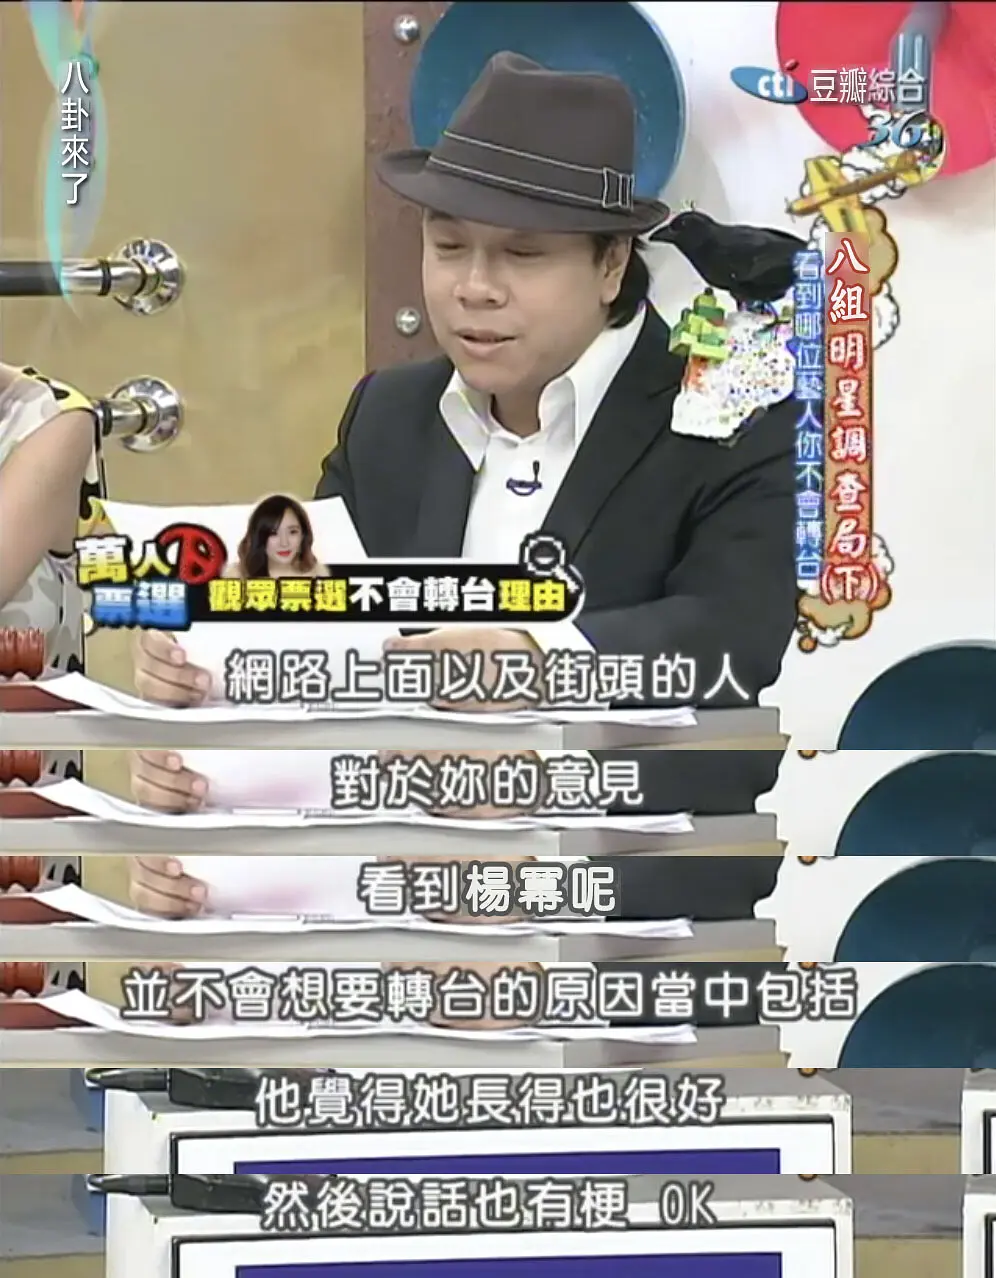 八卦來了
cti 豆瓣綜合
36
八組明星調查局(下)
看到哪位藝人你不會轉台
萬人票選
觀眾票選不會轉台理由
網路上面以及街頭的人
對於妳的意見
看到楊冪呢
並不會想要轉台的原因當中包括
他覺得她長得也很好
然後說話也有梗 OK